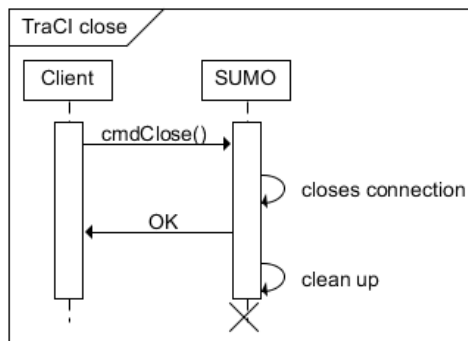 TraCI close
Client
SUMO
cmdClose()
closes connection
OK
clean up